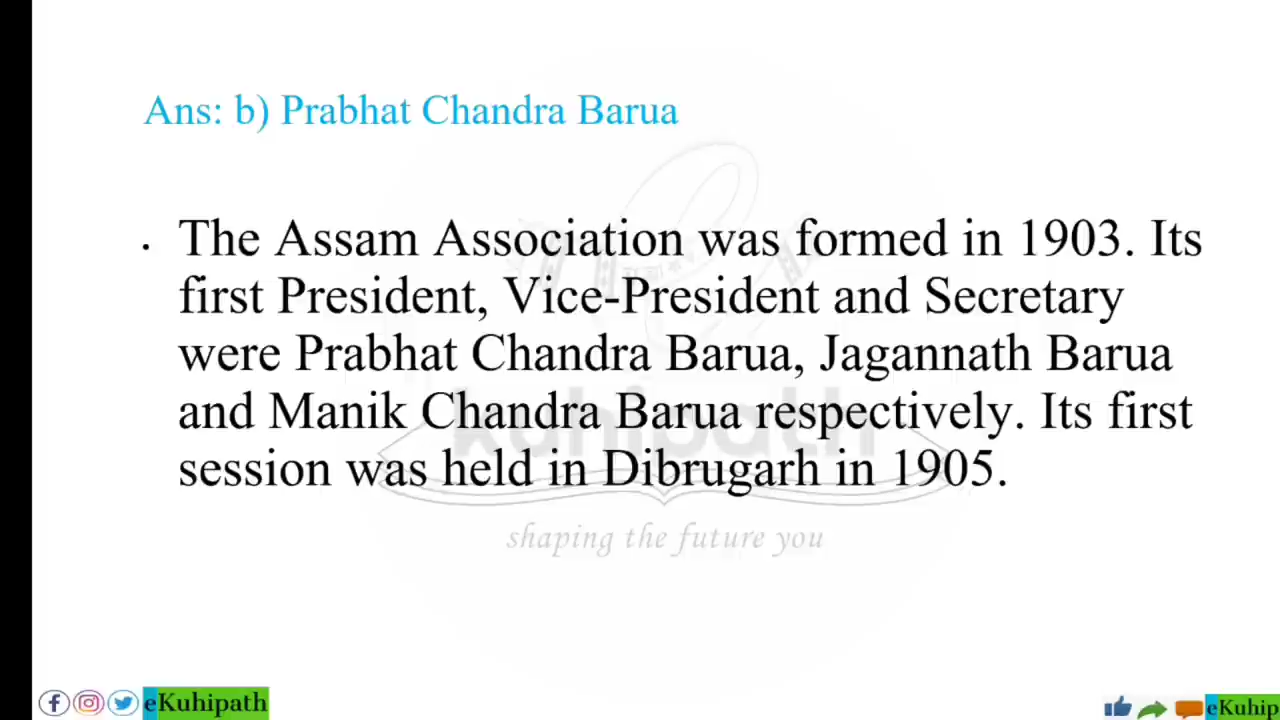 Ans: b) Prabhat Chandra Barua
• The Assam Association was formed in 1903. Its
first President, Vice-President and Secretary
were Prabhat Chandra Barua, Jagannath Barua
and Manik Chandra Barua respectively. Its first
session was held in Dibrugarh in 1905.
kuhipath
shaping the future you
eKuhipath
eKuhip